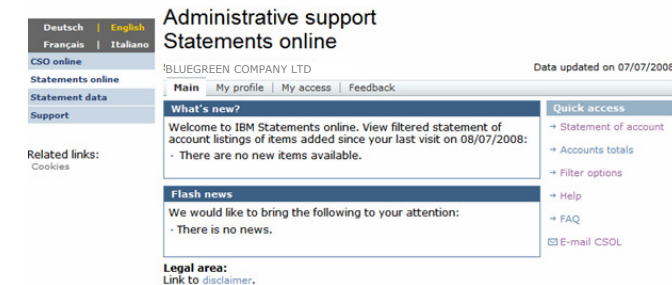 Deutsch | English
Français | Italiano
CSO online
Statements online
Statement data
Support
Related links:
Cookies
Administrative support
Statements online
BLUEGREEN COMPANY LTD
Data updated on 07/07/2008
Main | My profile | My access | Feedback
What's new?
Welcome to IBM Statements online. View filtered statement of
account listings of items added since your last visit on 08/07/2008:
· There are no new items available.
Flash news
We would like to bring the following to your attention:
· There is no news.
Legal area:
Link to disclaimer.
Quick access
→ Statement of account
→ Accounts totals
→ Filter options
→ Help
→ FAQ
E-mail CSOL